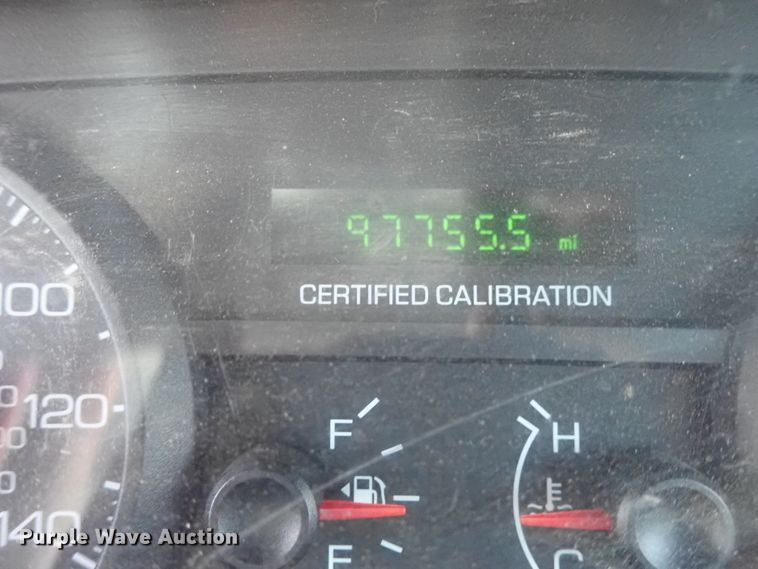 97755.5 mi
CERTIFIED CALIBRATION
100
120
140
F
H
E
C
Purple Wave Auction